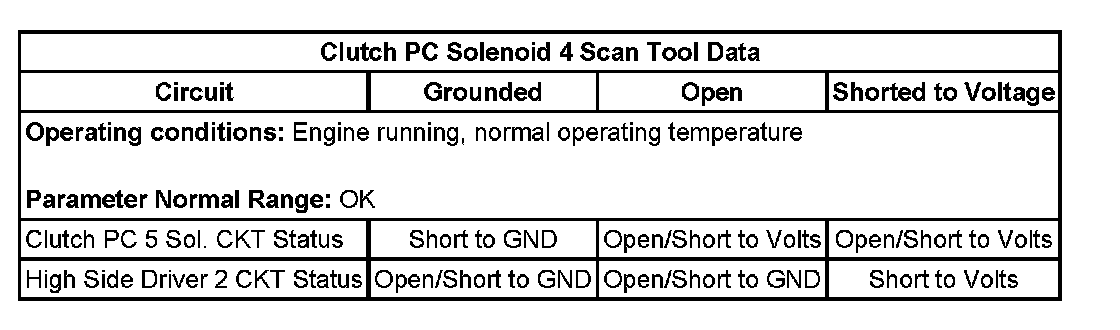 Clutch PC Solenoid 4 Scan Tool Data
Circuit Grounded Open Shorted to Voltage
Operating conditions: Engine running, normal operating temperature
Parameter Normal Range: OK
Clutch PC 5 Sol. CKT Status Short to GND Open/Short to Volts Open/Short to Volts
High Side Driver 2 CKT Status Open/Short to GND Open/Short to GND Short to Volts